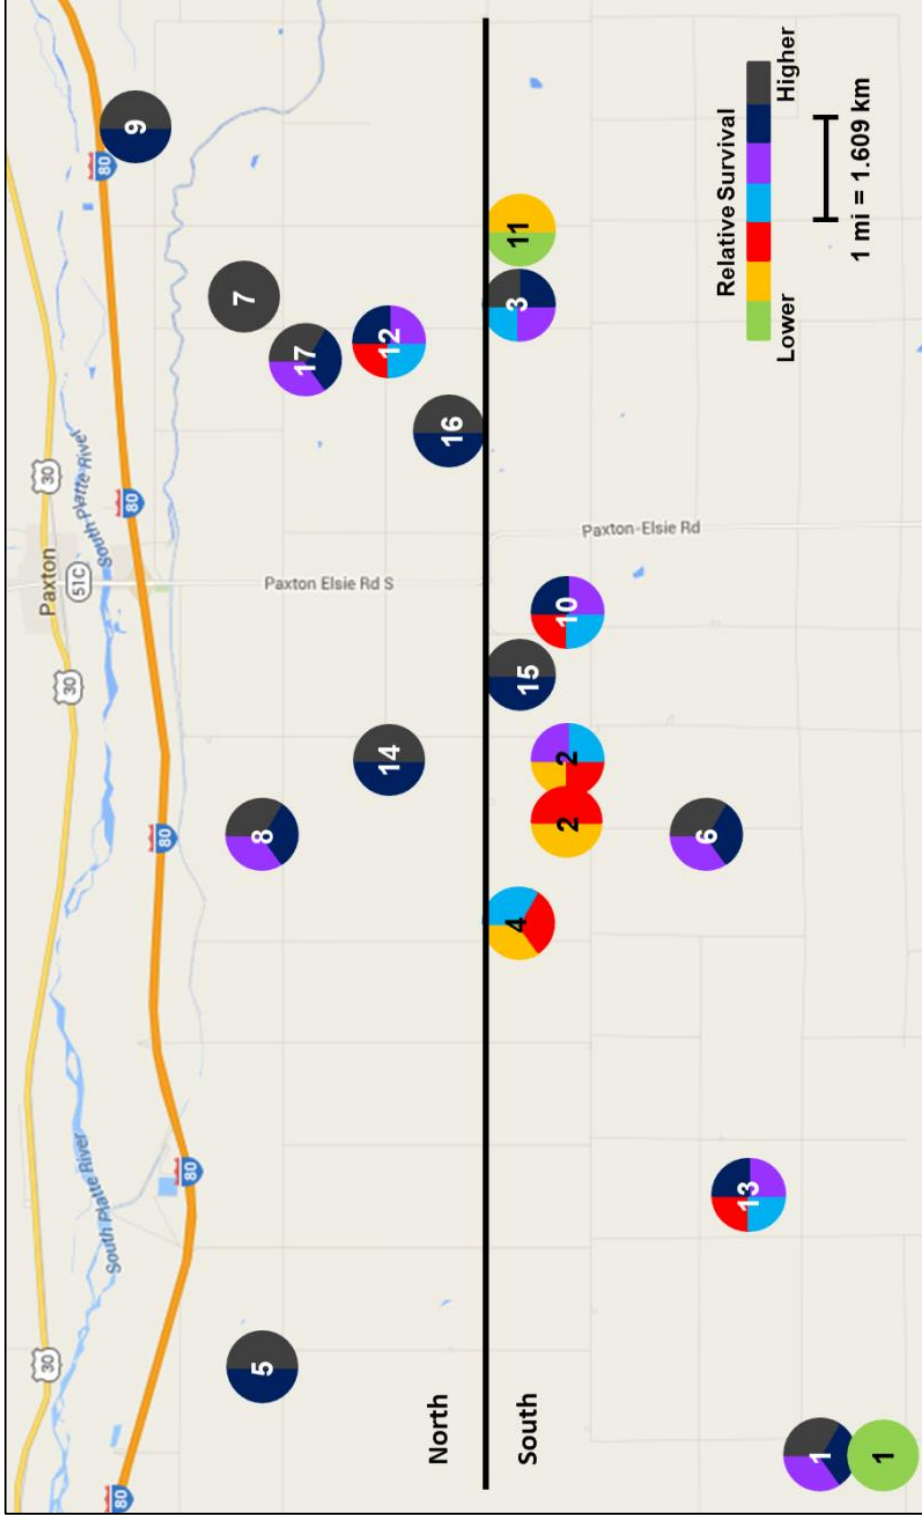 30
Paxton
30
30
51C
South Platte River
South Platte River
80
80
80
80
80
9
5
8
7
17
Paxton Elsie Rd S
14
12
16
North
South
4
15
3
11
2
2
10
Paxton-Elsie Rd
6
13
1
1
Relative Survival
Lower
Higher
1 mi = 1.609 km